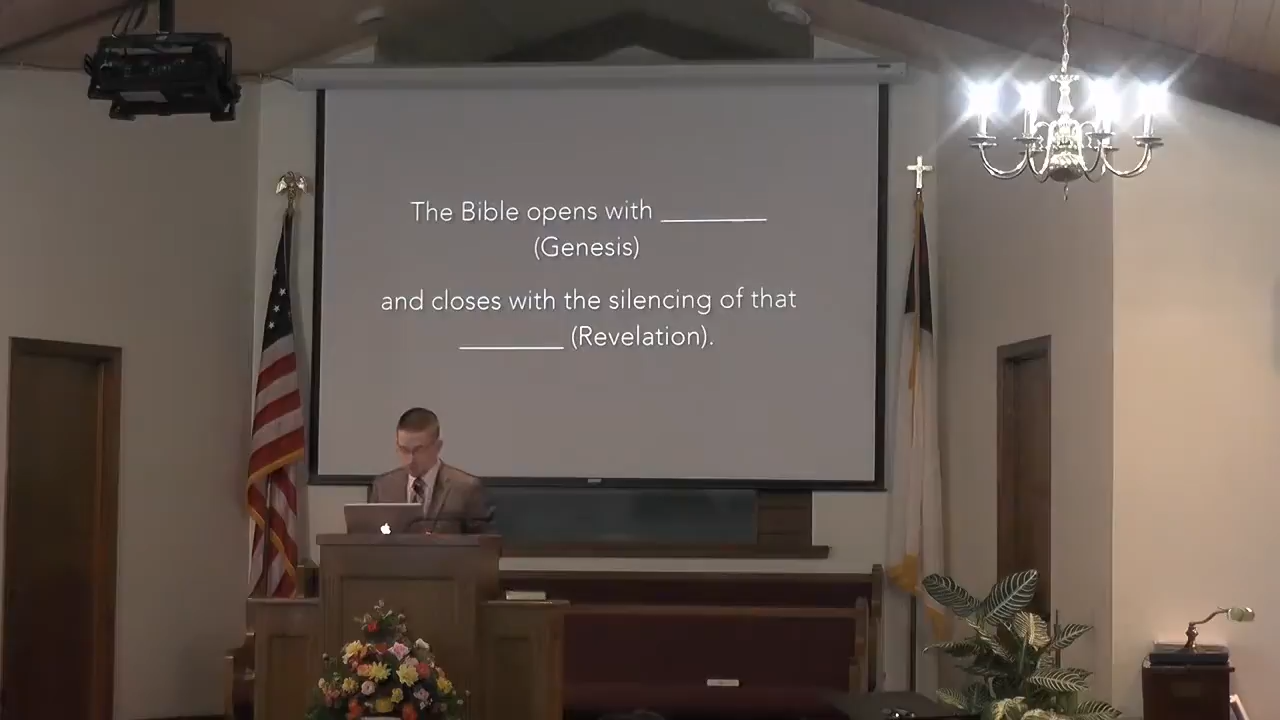 The Bible opens with ________
(Genesis)
and closes with the silencing of that
________ (Revelation).